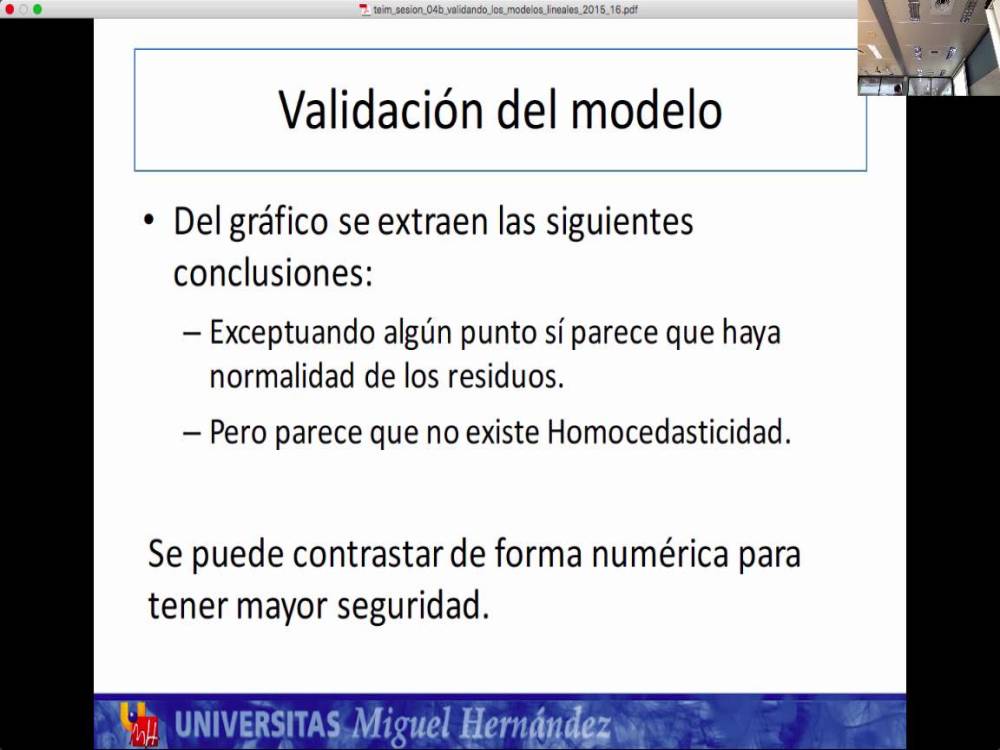 teim_sesion_04b_validando_los_modelos_lineales_2015_16.pdf
Validación del modelo
• Del gráfico se extraen las siguientes
conclusiones:
– Exceptuando algún punto sí parece que haya
normalidad de los residuos.
– Pero parece que no existe Homocedasticidad.
Se puede contrastar de forma numérica para
tener mayor seguridad.
UNIVERSITAS Miguel Hernández